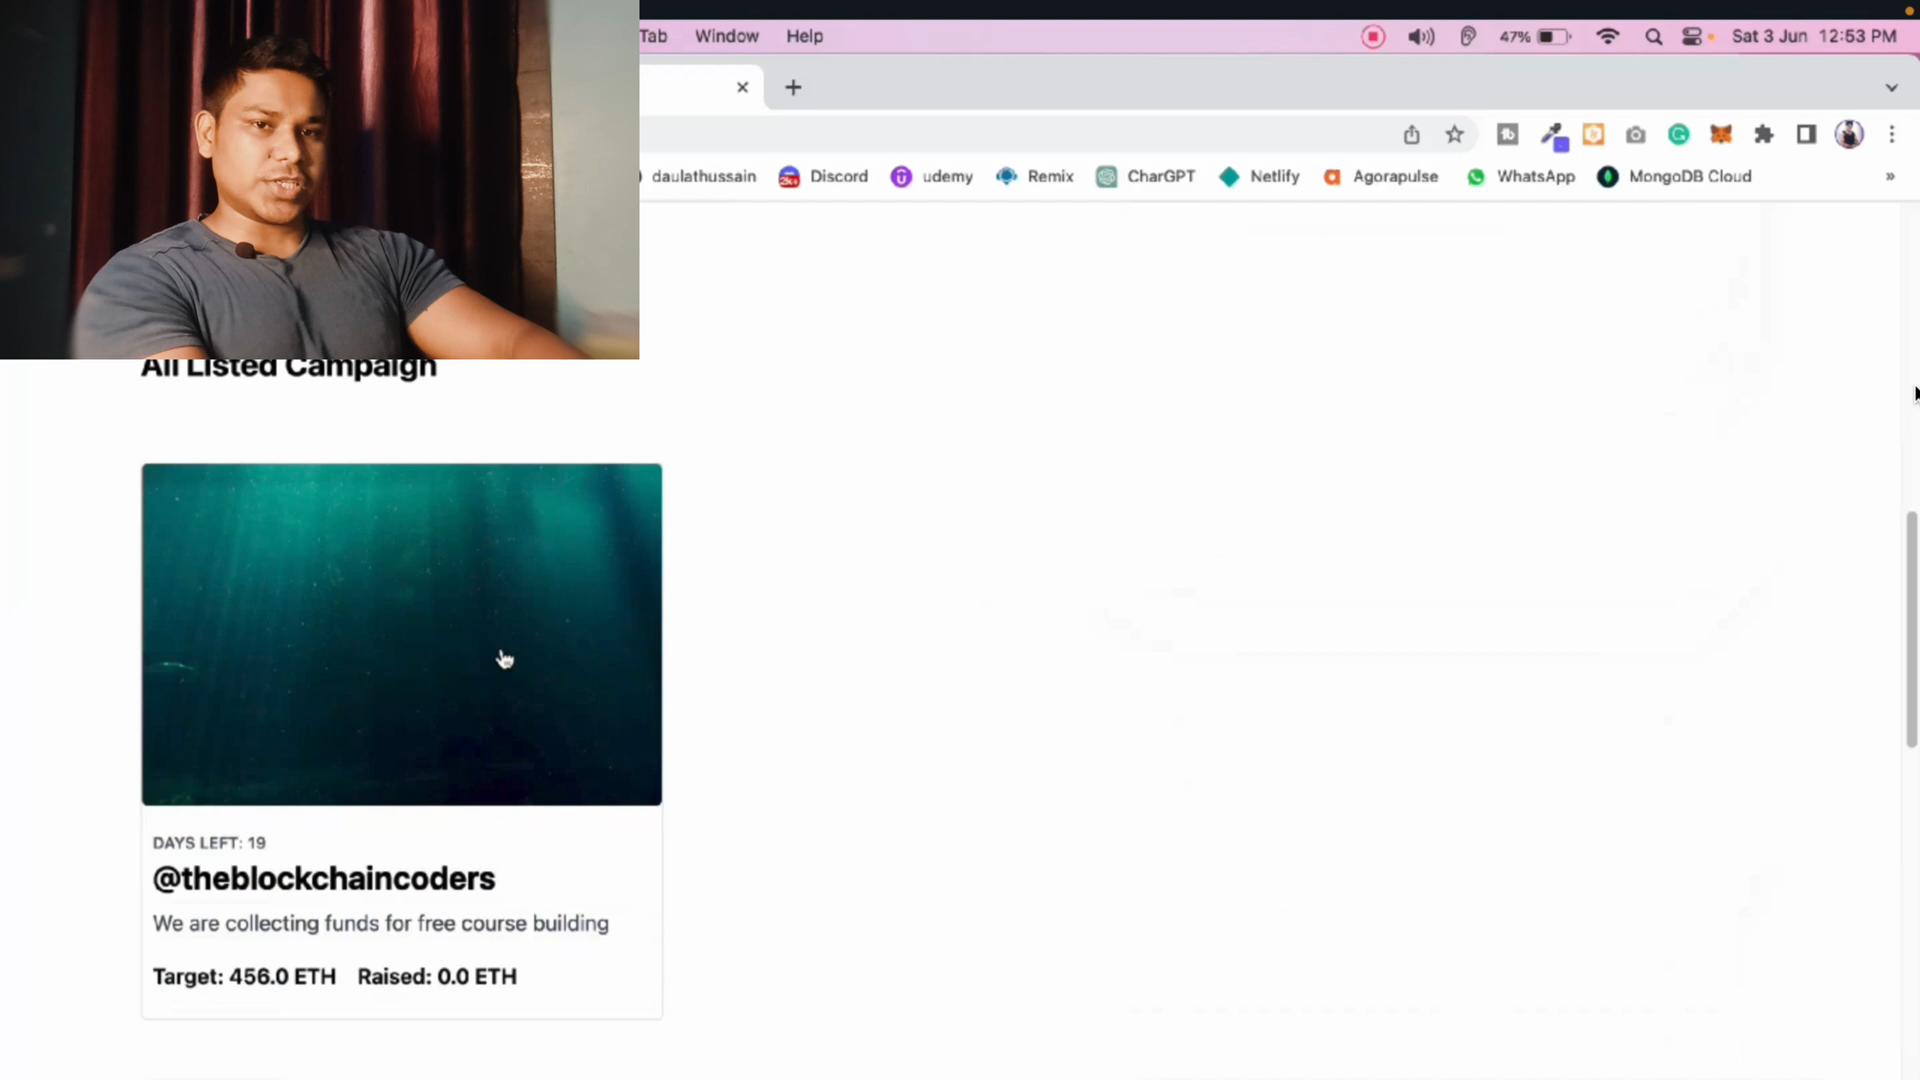 Tab Window Help 47% Sat 3 Jun 12:53 PM
daulathussain Discord udemy Remix CharGPT Netlify Agorapulse WhatsApp MongoDB Cloud »
All Listed Campaign
DAYS LEFT: 19
@theblockchaincoders
We are collecting funds for free course building
Target: 456.0 ETH Raised: 0.0 ETH